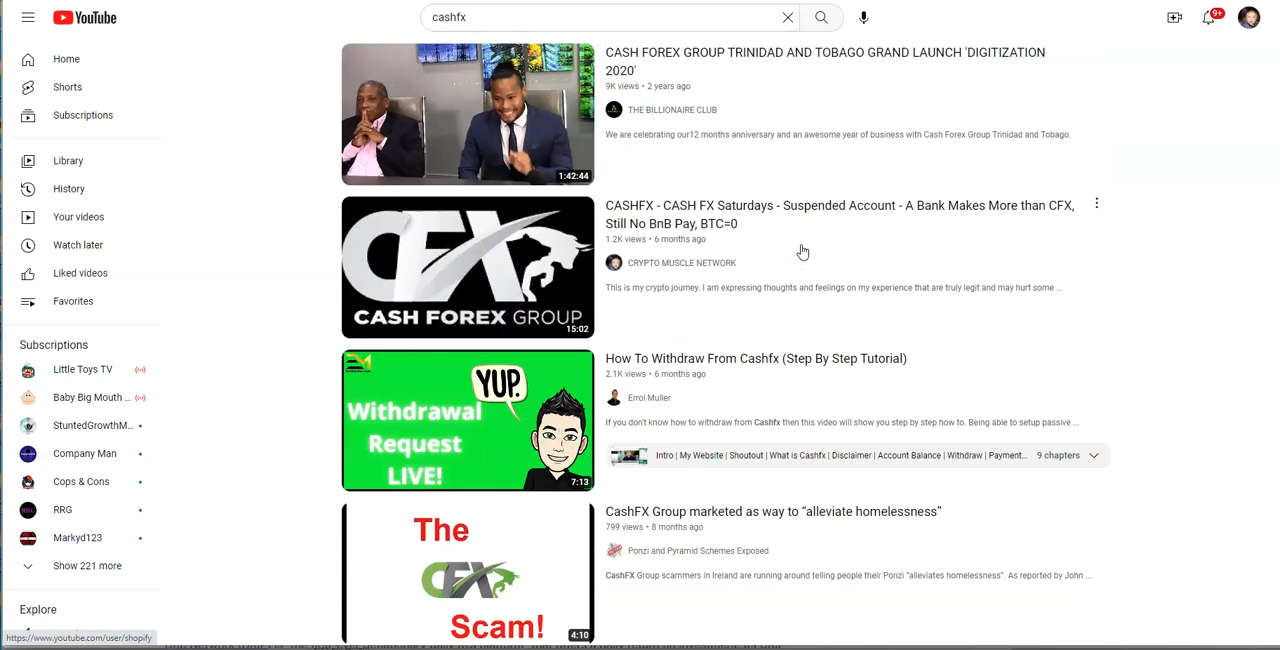 YouTube
cashfx
9+
Home
Shorts
Subscriptions
Library
History
Your videos
Watch later
Liked videos
Favorites
Subscriptions
Little Toys TV
Baby Big Mouth ...
StuntedGrowthM...
Company Man
Cops & Cons
RRG
Markyd123
Show 221 more
Explore
https://www.youtube.com/user/shopify
1:42:44
CASH FOREX GROUP TRINIDAD AND TOBAGO GRAND LAUNCH 'DIGITIZATION
2020'
9K views • 2 years ago
THE BILLIONAIRE CLUB
We are celebrating our12 months anniversary and an awesome year of business with Cash Forex Group Trinidad and Tobago.
CFX
CASH FOREX GROUP
15:02
CASHFX - CASH FX Saturdays - Suspended Account - A Bank Makes More than CFX,
Still No BnB Pay, BTC=0
1.2K views • 6 months ago
CRYPTO MUSCLE NETWORK
This is my crypto journey. I am expressing thoughts and feelings on my experience that are truly legit and may hurt some ...
YUP.
Withdrawal
Request
LIVE!
7:13
How To Withdraw From Cashfx (Step By Step Tutorial)
2.1K views • 6 months ago
Errol Muller
If you don't know how to withdraw from Cashfx then this video will show you step by step how to. Being able to setup passive ...
Intro | My Website | Shoutout | What is Cashfx | Disclaimer | Account Balance | Withdraw | Payment...
9 chapters
The
CFX
Scam!
4:10
CashFX Group marketed as way to “alleviate homelessness”
799 views • 8 months ago
Ponzi and Pyramid Schemes Exposed
CashFX Group scammers in Ireland are running around telling people their Ponzi “alleviates homelessness”. As reported by John ...